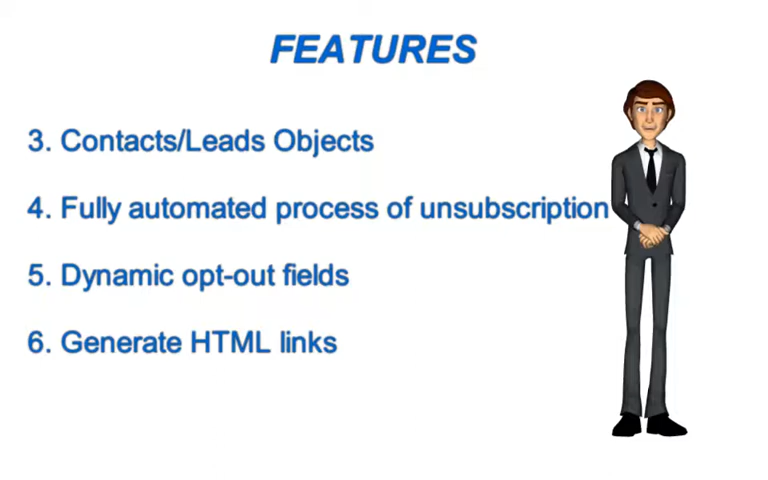 FEATURES
3. Contacts/Leads Objects
4. Fully automated process of unsubscription
5. Dynamic opt-out fields
6. Generate HTML links